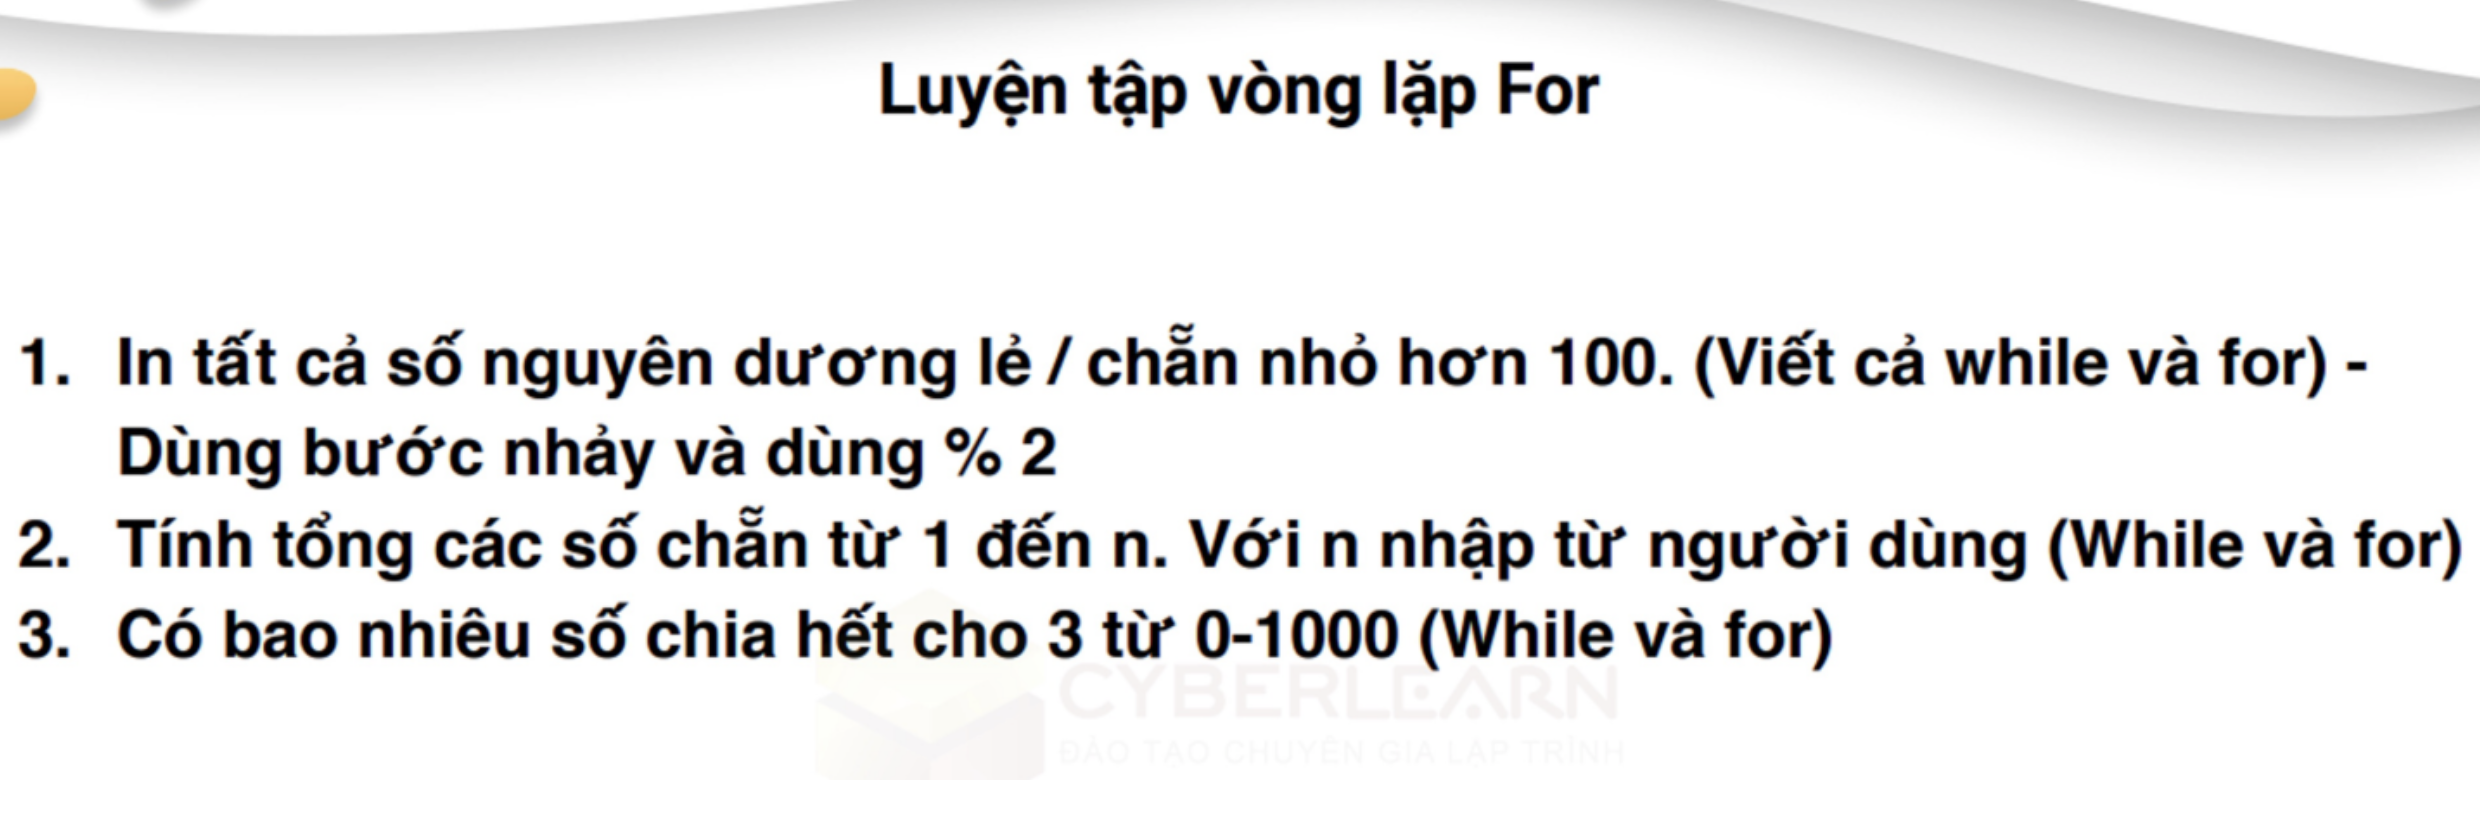 Luyện tập vòng lặp For
1. In tất cả số nguyên dương lẻ / chẵn nhỏ hơn 100. (Viết cả while và for) -
Dùng bước nhảy và dùng % 2
2. Tính tổng các số chẵn từ 1 đến n. Với n nhập từ người dùng (While và for)
3. Có bao nhiêu số chia hết cho 3 từ 0-1000 (While và for)
CYBERLEARN
ĐÀO TẠO CHUYÊN GIA LẬP TRÌNH